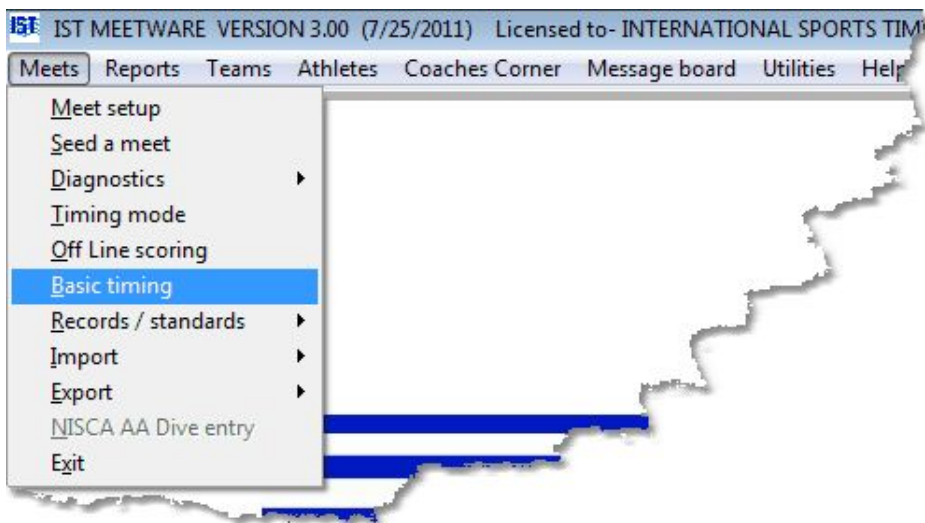 IST IST MEETWARE VERSION 3.00 (7/25/2011) Licensed to- INTERNATIONAL SPORTS
Meets Reports Teams Athletes Coaches Corner Message board Utilities Help
Meet setup
Seed a meet
Diagnostics
Timing mode
Off Line scoring
Basic timing
Records / standards
Import
Export
NISCA AA Dive entry
Exit